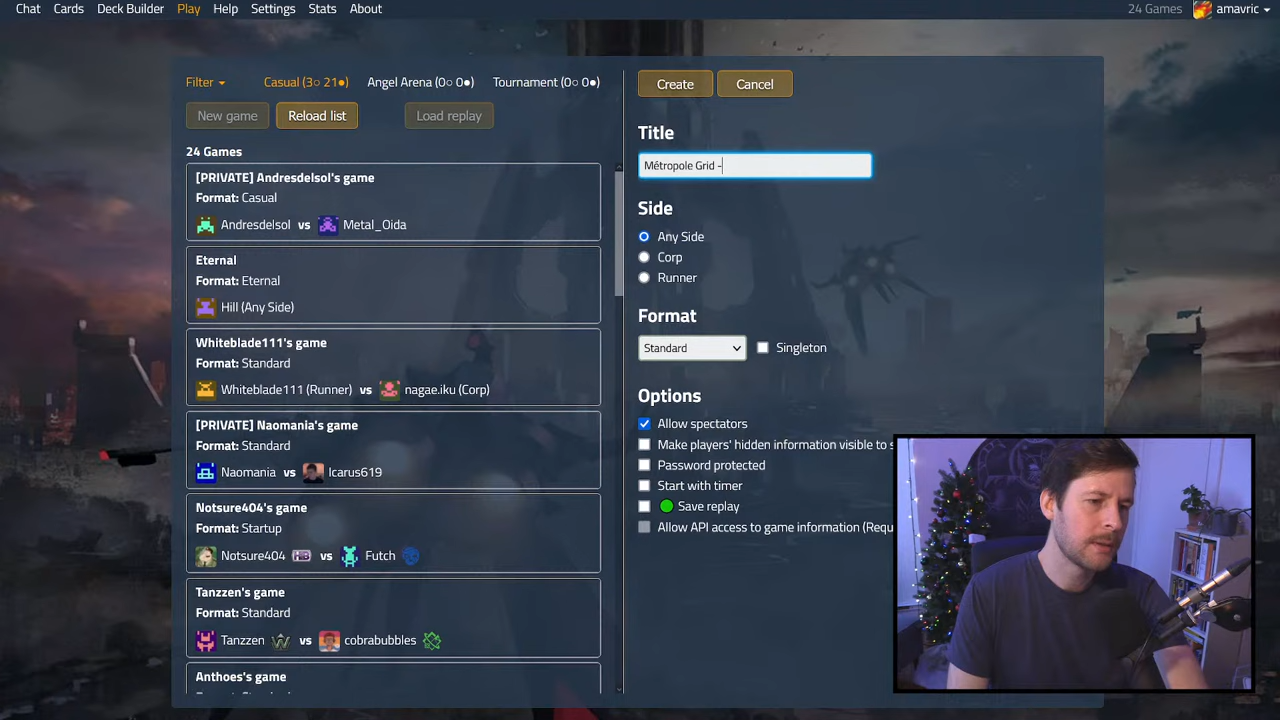 Chat Cards Deck Builder Play Help Settings Stats About 24 Games amavric
Filter Casual (3○ 21●) Angel Arena (0○ 0●) Tournament (0○ 0●)
New game Reload list Load replay
24 Games
[PRIVATE] Andresdelsol's game
Format: Casual
Andresdelsol vs Metal_Oida
Eternal
Format: Eternal
Hill (Any Side)
Whiteblade111's game
Format: Standard
Whiteblade111 (Runner) vs nagae.iku (Corp)
[PRIVATE] Naomania's game
Format: Standard
Naomania vs Icarus619
Notsure404's game
Format: Startup
Notsure404 vs Futch
Tanzzen's game
Format: Standard
Tanzzen vs cobrabubbles
Anthoes's game
Create Cancel
Title
Métropole Grid -
Side
Any Side
Corp
Runner
Format
Standard Singleton
Options
Allow spectators
Make players' hidden information visible to s
Password protected
Start with timer
Save replay
Allow API access to game information (Requ